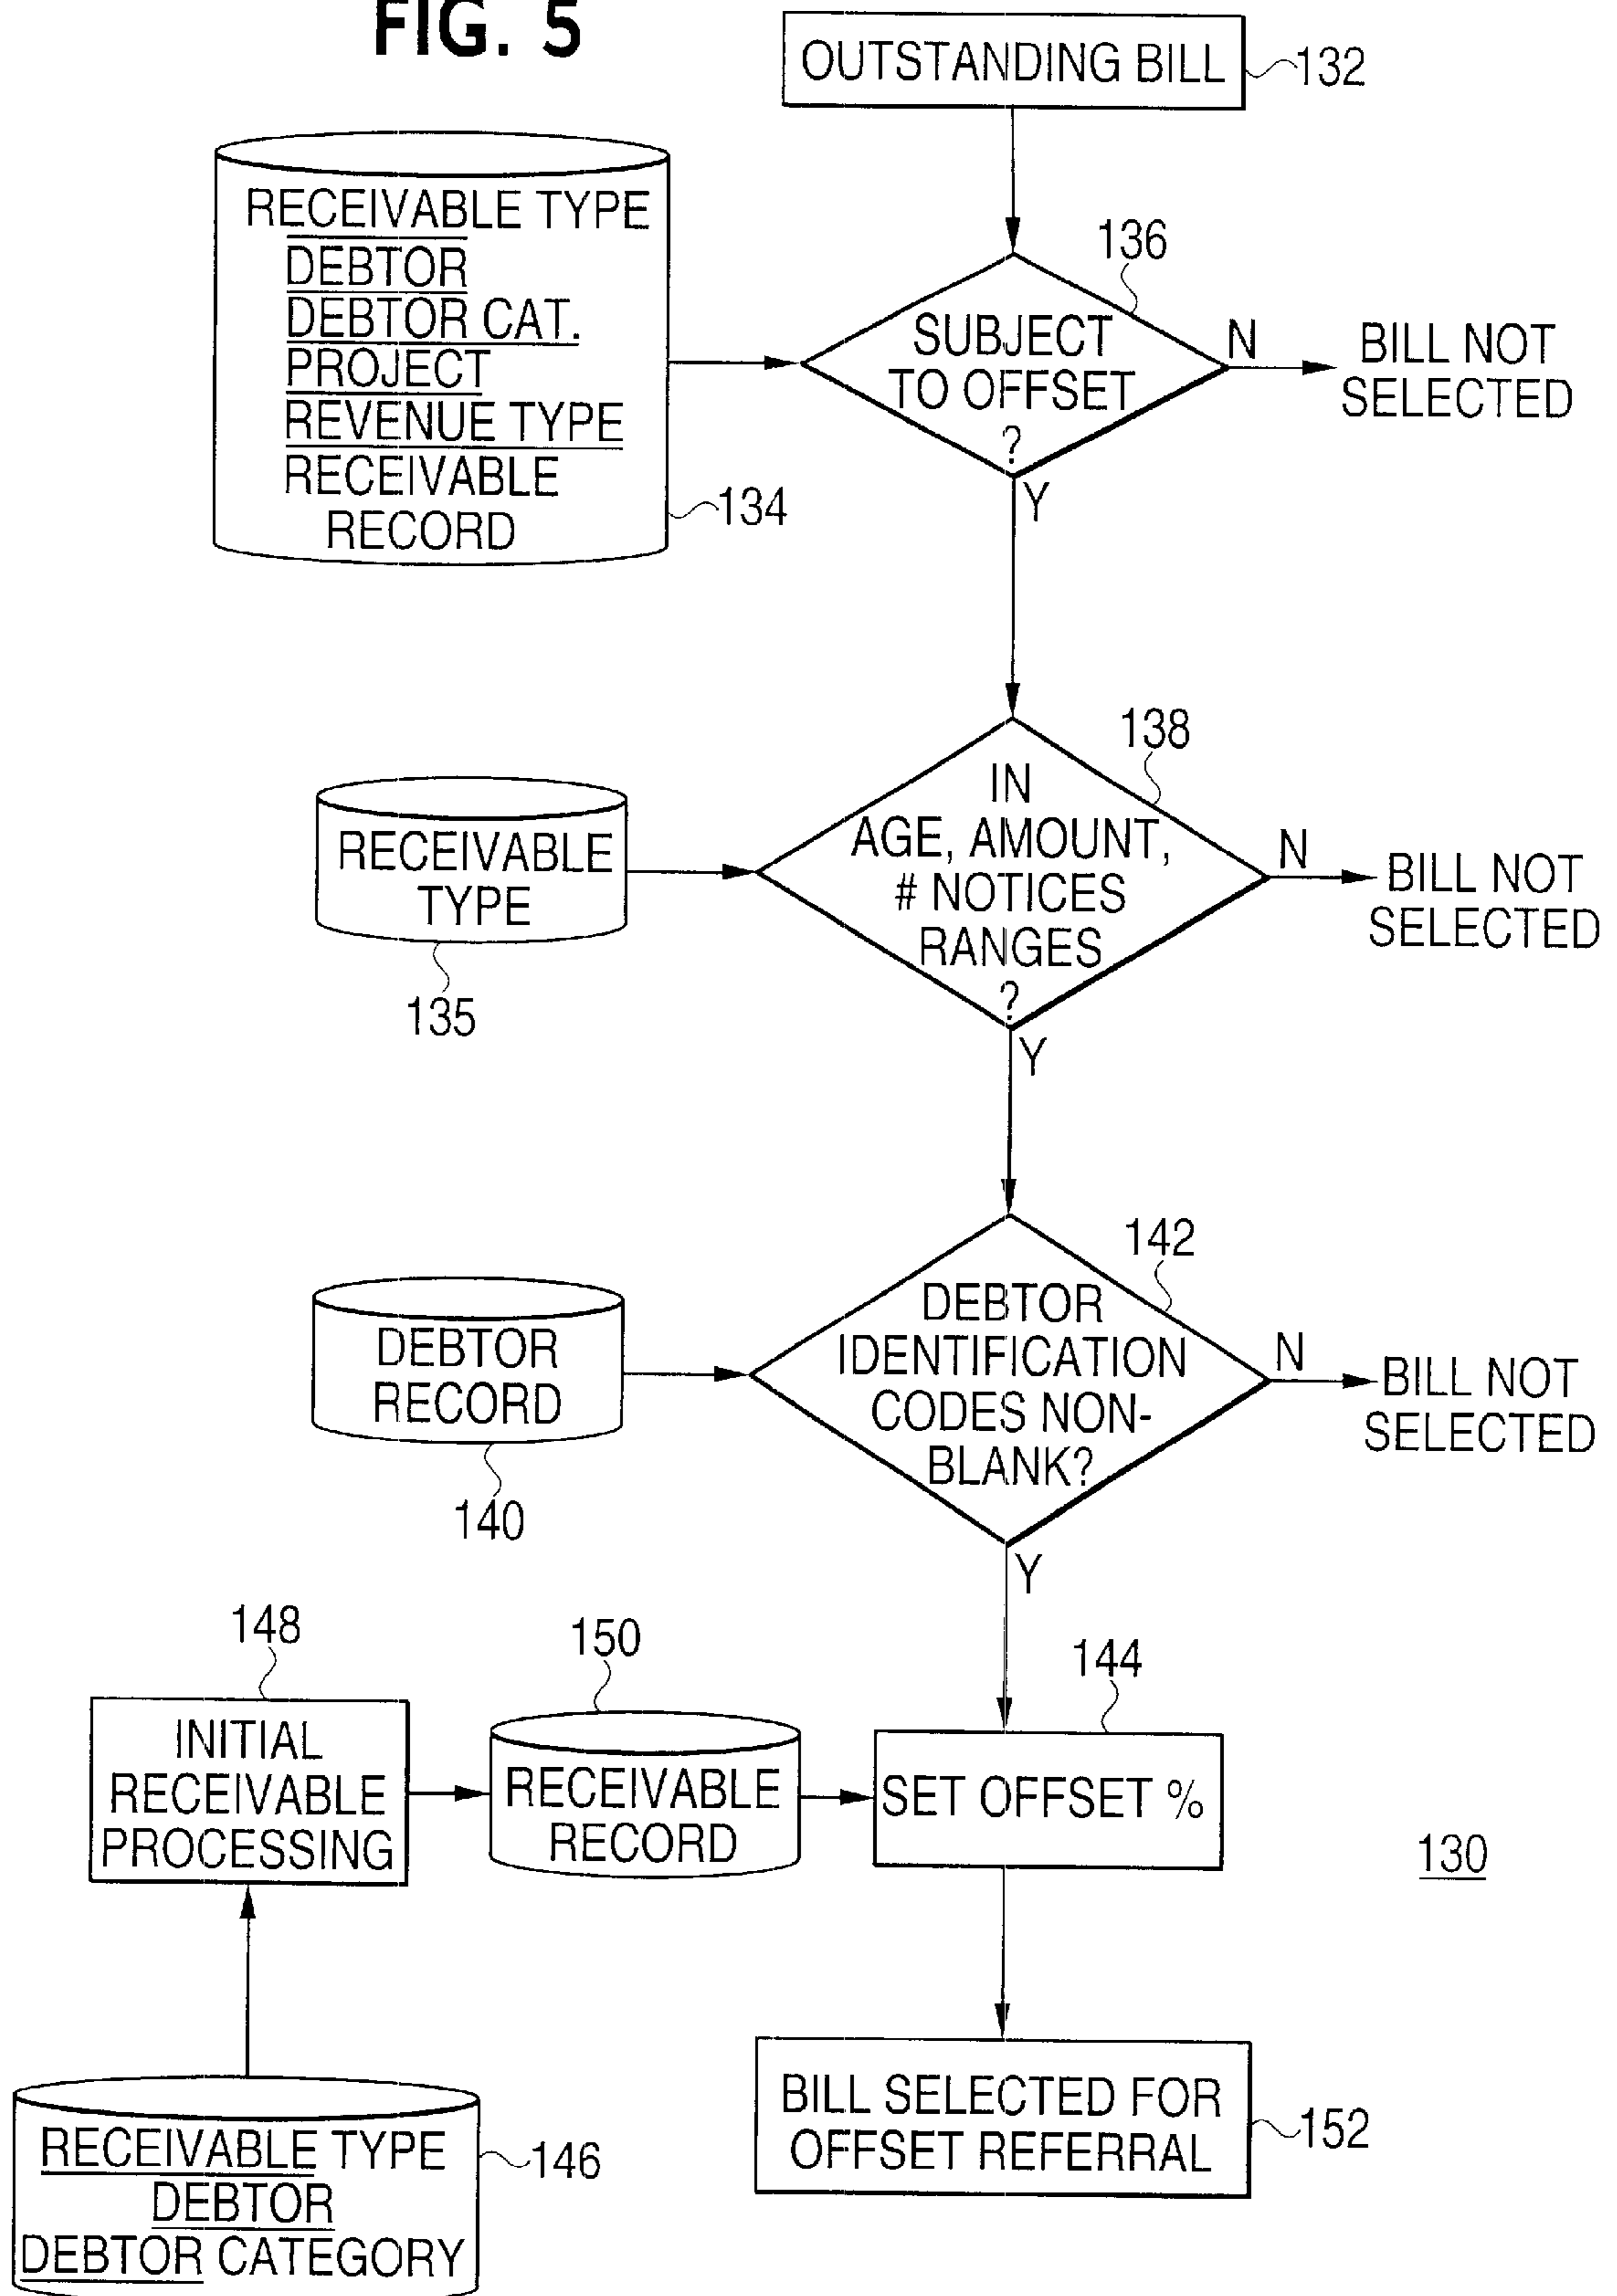 FIG. 5
OUTSTANDING BILL
132
RECEIVABLE TYPE
DEBTOR
DEBTOR CAT.
PROJECT
REVENUE TYPE
RECEIVABLE
RECORD
134
136
SUBJECT
TO OFFSET
?
N
BILL NOT
SELECTED
Y
138
IN
AGE, AMOUNT,
# NOTICES
RANGES
?
N
BILL NOT
SELECTED
Y
RECEIVABLE
TYPE
135
142
DEBTOR
IDENTIFICATION
CODES NON-
BLANK?
N
BILL NOT
SELECTED
Y
DEBTOR
RECORD
140
148
INITIAL
RECEIVABLE
PROCESSING
150
RECEIVABLE
RECORD
144
SET OFFSET %
130
RECEIVABLE TYPE
DEBTOR
DEBTOR CATEGORY
146
BILL SELECTED FOR
OFFSET REFERRAL
152